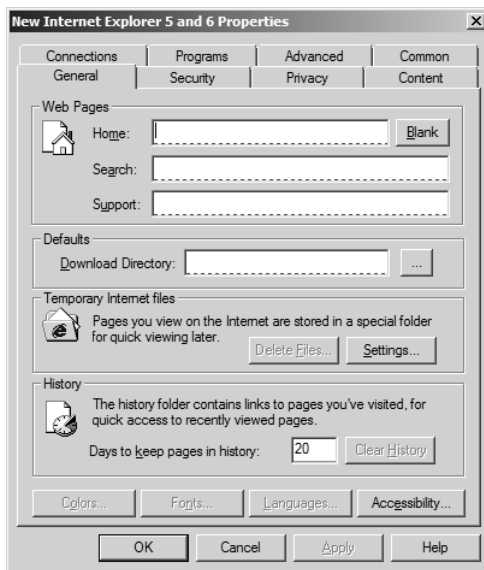 New Internet Explorer 5 and 6 Properties
Connections Programs Advanced Common
General Security Privacy Content
Web Pages
Home: Blank
Search:
Support:
Defaults
Download Directory: ...
Temporary Internet files
Pages you view on the Internet are stored in a special folder
for quick viewing later.
Delete Files... Settings...
History
The history folder contains links to pages you've visited, for
quick access to recently viewed pages.
Days to keep pages in history: 20 Clear History
Colors... Fonts... Languages... Accessibility...
OK Cancel Apply Help